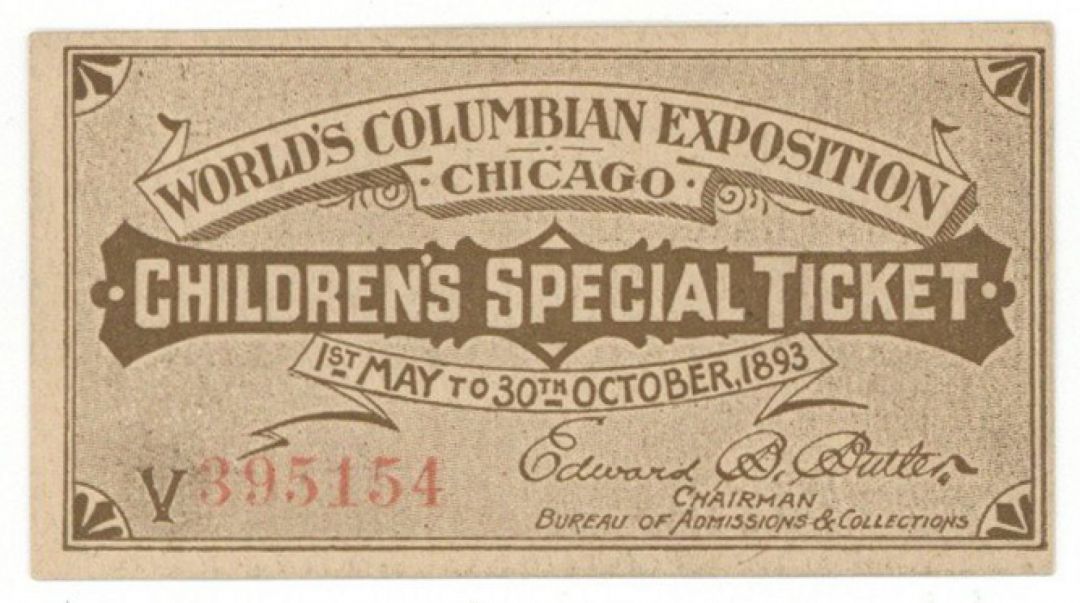 WORLD'S COLUMBIAN EXPOSITION
· CHICAGO ·
CHILDREN'S SPECIAL TICKET
1ST MAY TO 30TH OCTOBER, 1893
V 395154
Edward B. Butler,
CHAIRMAN
BUREAU OF ADMISSIONS & COLLECTIONS